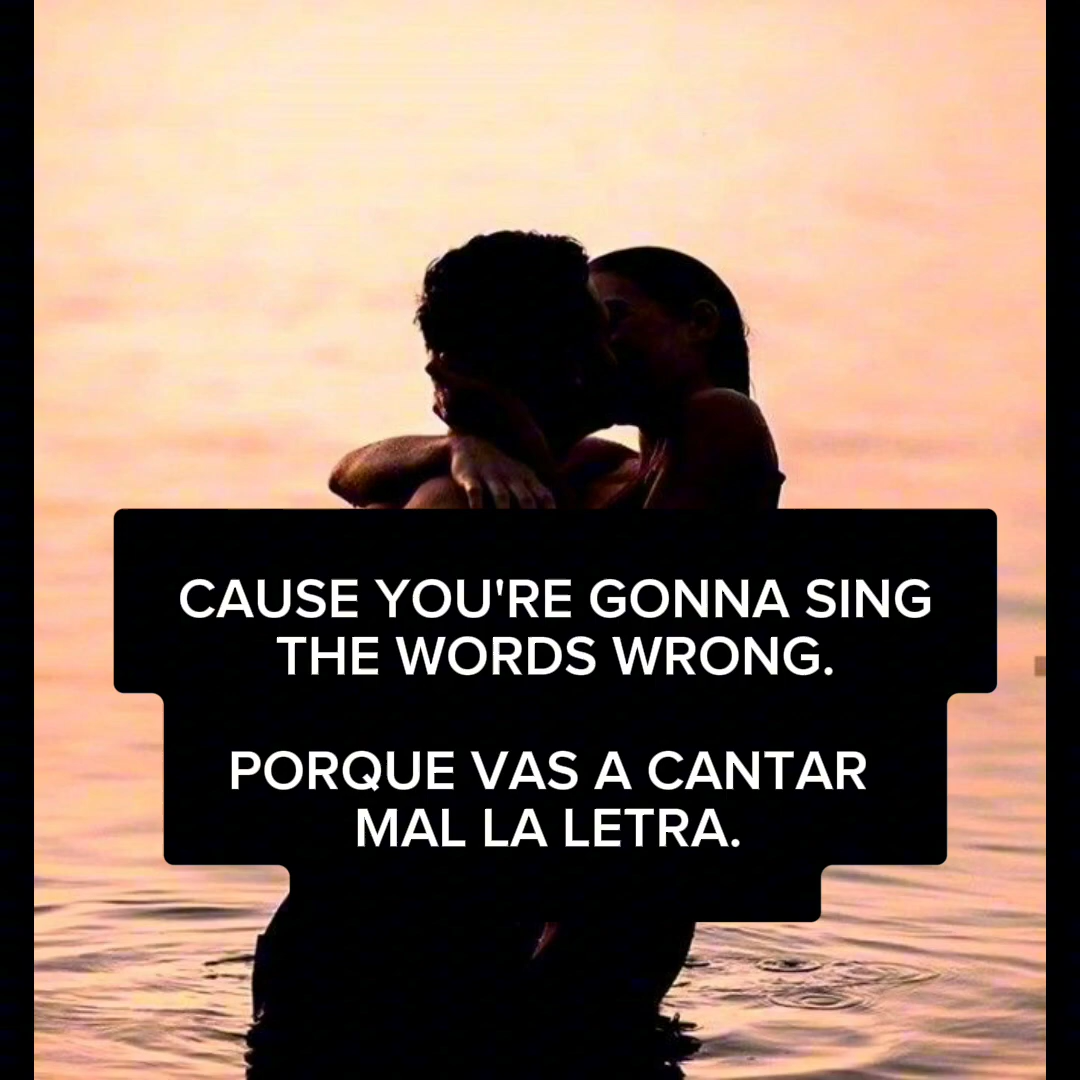 CAUSE YOU'RE GONNA SING
THE WORDS WRONG.
PORQUE VAS A CANTAR
MAL LA LETRA.